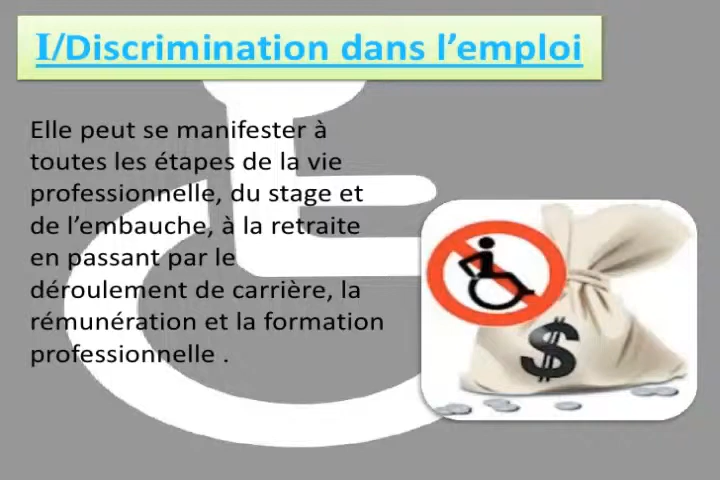 I/Discrimination dans l’emploi
Elle peut se manifester à
toutes les étapes de la vie
professionnelle, du stage et
de l’embauche, à la retraite
en passant par le
déroulement de carrière, la
rémunération et la formation
professionnelle .
$